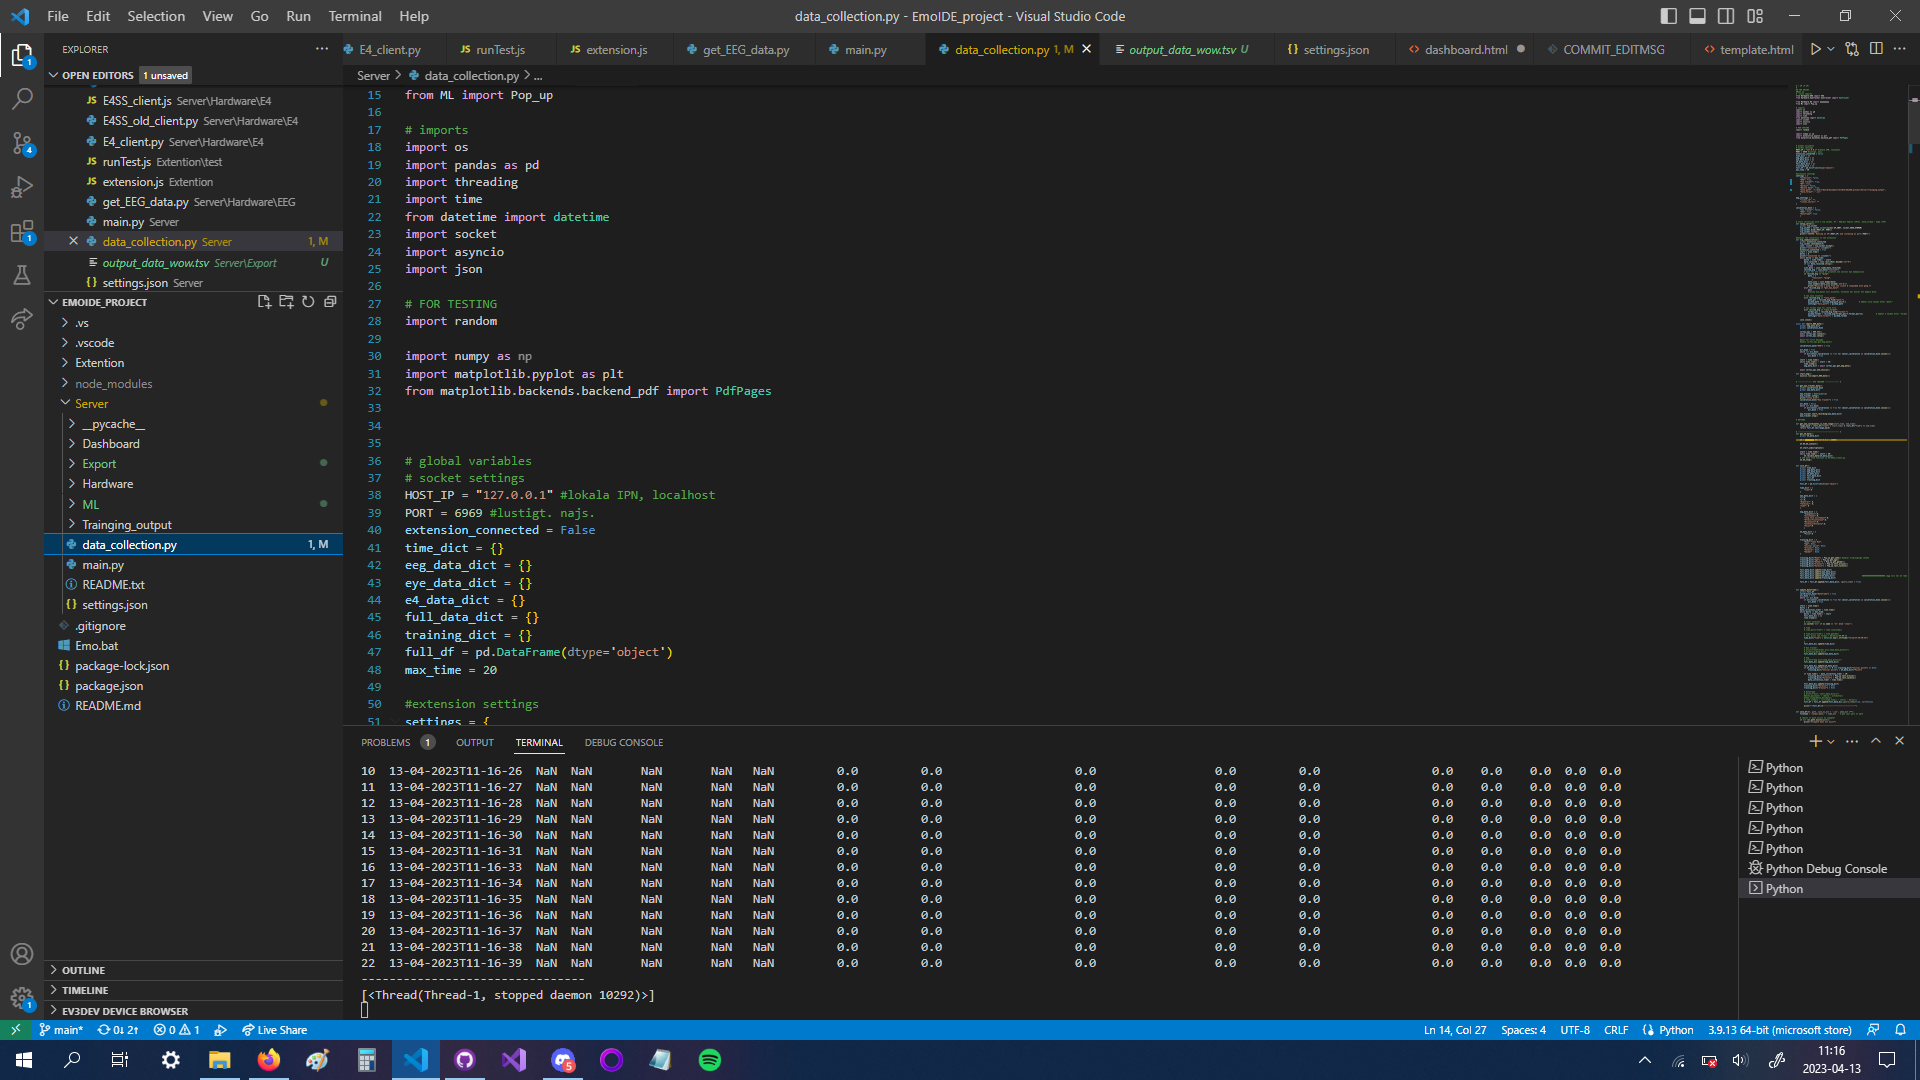 File Edit Selection View Go Run Terminal Help
data_collection.py - EmoIDE_project - Visual Studio Code
EXPLORER
OPEN EDITORS 1 unsaved
JS E4SS_client.js Server\Hardware\E4
E4SS_old_client.py Server\Hardware\E4
E4_client.py Server\Hardware\E4
JS runTest.js Extention\test
JS extension.js Extention
get_EEG_data.py Server\Hardware\EEG
main.py Server
data_collection.py Server 1, M
output_data_wow.tsv Server\Export U
{} settings.json Server
EMOIDE_PROJECT
.vs
.vscode
Extention
node_modules
Server
__pycache__
Dashboard
Export
Hardware
ML
Trainging_output
data_collection.py 1, M
main.py
README.txt
{} settings.json
.gitignore
Emo.bat
{} package-lock.json
{} package.json
README.md
OUTLINE
TIMELINE
EV3DEV DEVICE BROWSER
E4_client.py JS runTest.js JS extension.js get_EEG_data.py main.py data_collection.py 1, M output_data_wow.tsv U {} settings.json <> dashboard.html COMMIT_EDITMSG <> template.html
Server > data_collection.py > ...
15 from ML import Pop_up
16
17 # imports
18 import os
19 import pandas as pd
20 import threading
21 import time
22 from datetime import datetime
23 import socket
24 import asyncio
25 import json
26
27 # FOR TESTING
28 import random
29
30 import numpy as np
31 import matplotlib.pyplot as plt
32 from matplotlib.backends.backend_pdf import PdfPages
33
34
35
36 # global variables
37 # socket settings
38 HOST_IP = "127.0.0.1" #lokala IPN, localhost
39 PORT = 6969 #lustigt. najs.
40 extension_connected = False
41 time_dict = {}
42 eeg_data_dict = {}
43 eye_data_dict = {}
44 e4_data_dict = {}
45 full_data_dict = {}
46 training_dict = {}
47 full_df = pd.DataFrame(dtype='object')
48 max_time = 20
49
50 #extension settings
51 settings = {
PROBLEMS 1 OUTPUT TERMINAL DEBUG CONSOLE
10 13-04-2023T11-16-26 NaN NaN NaN NaN NaN 0.0 0.0 0.0 0.0 0.0 0.0 0.0 0.0 0.0 0.0
11 13-04-2023T11-16-27 NaN NaN NaN NaN NaN 0.0 0.0 0.0 0.0 0.0 0.0 0.0 0.0 0.0 0.0
12 13-04-2023T11-16-28 NaN NaN NaN NaN NaN 0.0 0.0 0.0 0.0 0.0 0.0 0.0 0.0 0.0 0.0
13 13-04-2023T11-16-29 NaN NaN NaN NaN NaN 0.0 0.0 0.0 0.0 0.0 0.0 0.0 0.0 0.0 0.0
14 13-04-2023T11-16-30 NaN NaN NaN NaN NaN 0.0 0.0 0.0 0.0 0.0 0.0 0.0 0.0 0.0 0.0
15 13-04-2023T11-16-31 NaN NaN NaN NaN NaN 0.0 0.0 0.0 0.0 0.0 0.0 0.0 0.0 0.0 0.0
16 13-04-2023T11-16-33 NaN NaN NaN NaN NaN 0.0 0.0 0.0 0.0 0.0 0.0 0.0 0.0 0.0 0.0
17 13-04-2023T11-16-34 NaN NaN NaN NaN NaN 0.0 0.0 0.0 0.0 0.0 0.0 0.0 0.0 0.0 0.0
18 13-04-2023T11-16-35 NaN NaN NaN NaN NaN 0.0 0.0 0.0 0.0 0.0 0.0 0.0 0.0 0.0 0.0
19 13-04-2023T11-16-36 NaN NaN NaN NaN NaN 0.0 0.0 0.0 0.0 0.0 0.0 0.0 0.0 0.0 0.0
20 13-04-2023T11-16-37 NaN NaN NaN NaN NaN 0.0 0.0 0.0 0.0 0.0 0.0 0.0 0.0 0.0 0.0
21 13-04-2023T11-16-38 NaN NaN NaN NaN NaN 0.0 0.0 0.0 0.0 0.0 0.0 0.0 0.0 0.0 0.0
22 13-04-2023T11-16-39 NaN NaN NaN NaN NaN 0.0 0.0 0.0 0.0 0.0 0.0 0.0 0.0 0.0 0.0
--------------------------------
[<Thread(Thread-1, stopped daemon 10292)>]
Python
Python
Python
Python
Python
Python Debug Console
Python
main* 0↓ 2↑ 0 1 Live Share
Ln 14, Col 27 Spaces: 4 UTF-8 CRLF Python 3.9.13 64-bit (microsoft store)
11:16
2023-04-13